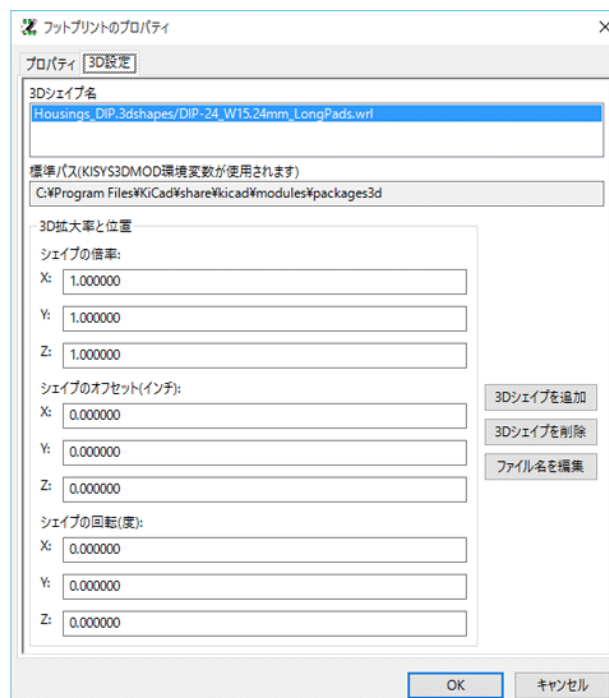 フットプリントのプロパティ
プロパティ 3D設定
3Dシェイプ名
Housings_DIP.3dshapes/DIP-24_W15.24mm_LongPads.wrl
標準パス(KISYS3DMOD環境変数が使用されます)
C:¥Program Files¥KiCad¥share¥kicad¥modules¥packages3d
3D拡大率と位置
シェイプの倍率:
X: 1.000000
Y: 1.000000
Z: 1.000000
シェイプのオフセット(インチ):
X: 0.000000
Y: 0.000000
Z: 0.000000
シェイプの回転(度):
X: 0.000000
Y: 0.000000
Z: 0.000000
3Dシェイプを追加
3Dシェイプを削除
ファイル名を編集
OK キャンセル